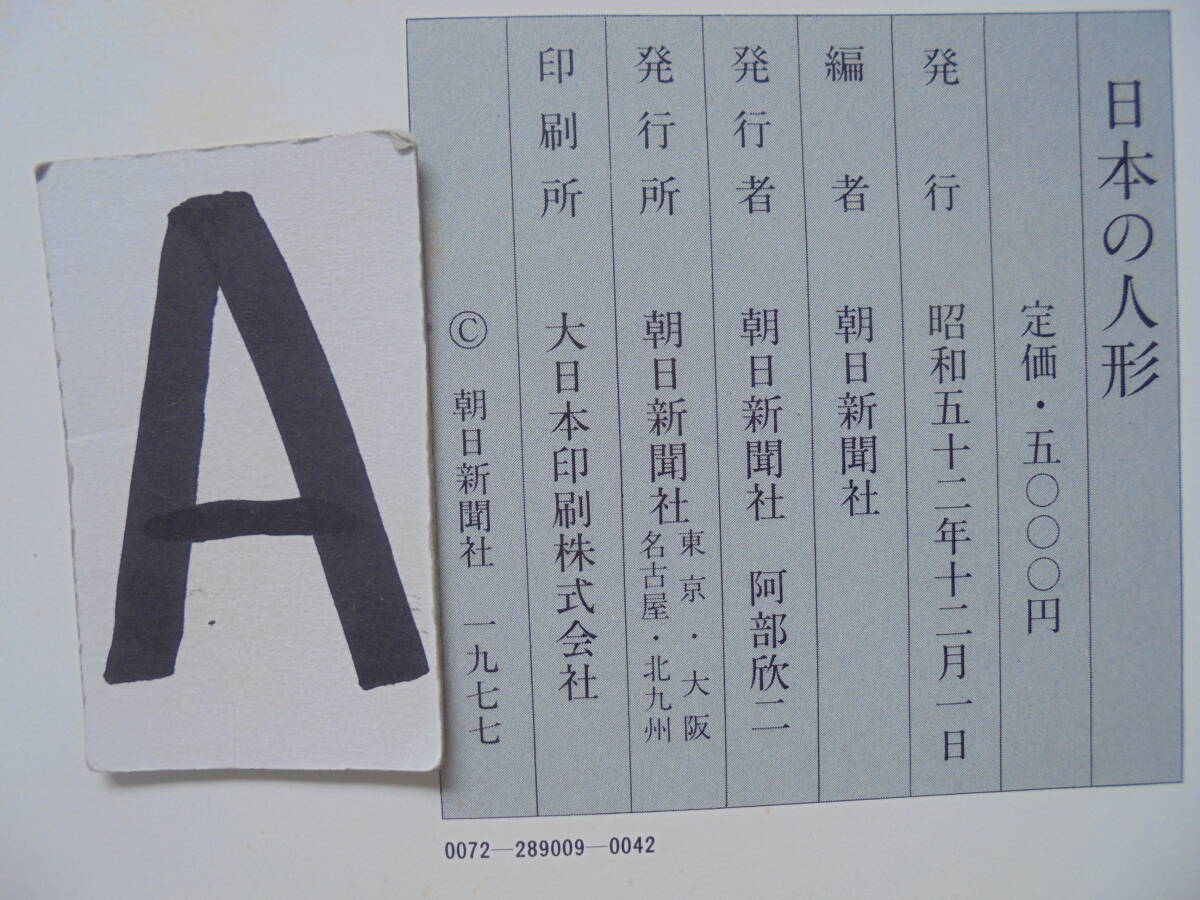 日本の人形
定価・五〇〇〇円
発行 昭和五十二年十二月一日
編者 朝日新聞社
発行者 朝日新聞社 阿部欣二
発行所 朝日新聞社 東京・大阪
名古屋・北九州
印刷所 大日本印刷株式会社
© 朝日新聞社 一九七七
0072—289009—0042
A